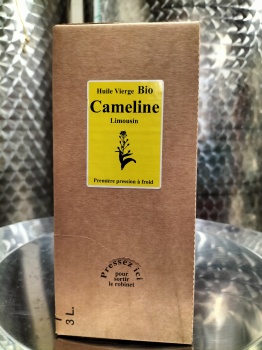 Huile Vierge Bio
Cameline
Limousin
Première pression à froid
Pressez ici
pour
sortir
le robinet
3 L.